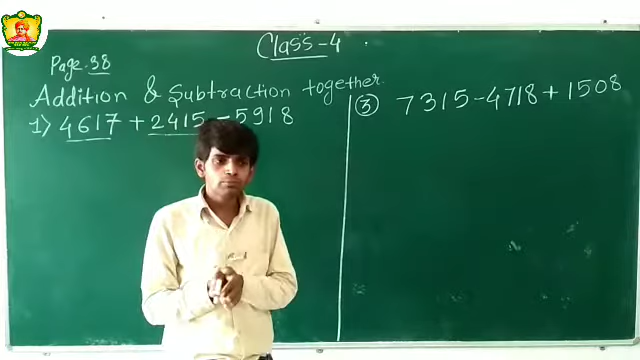 Class-4
Page-38
Addition & Subtraction together
1) 4617 + 2415 - 5918
③ 7315-4718+1508